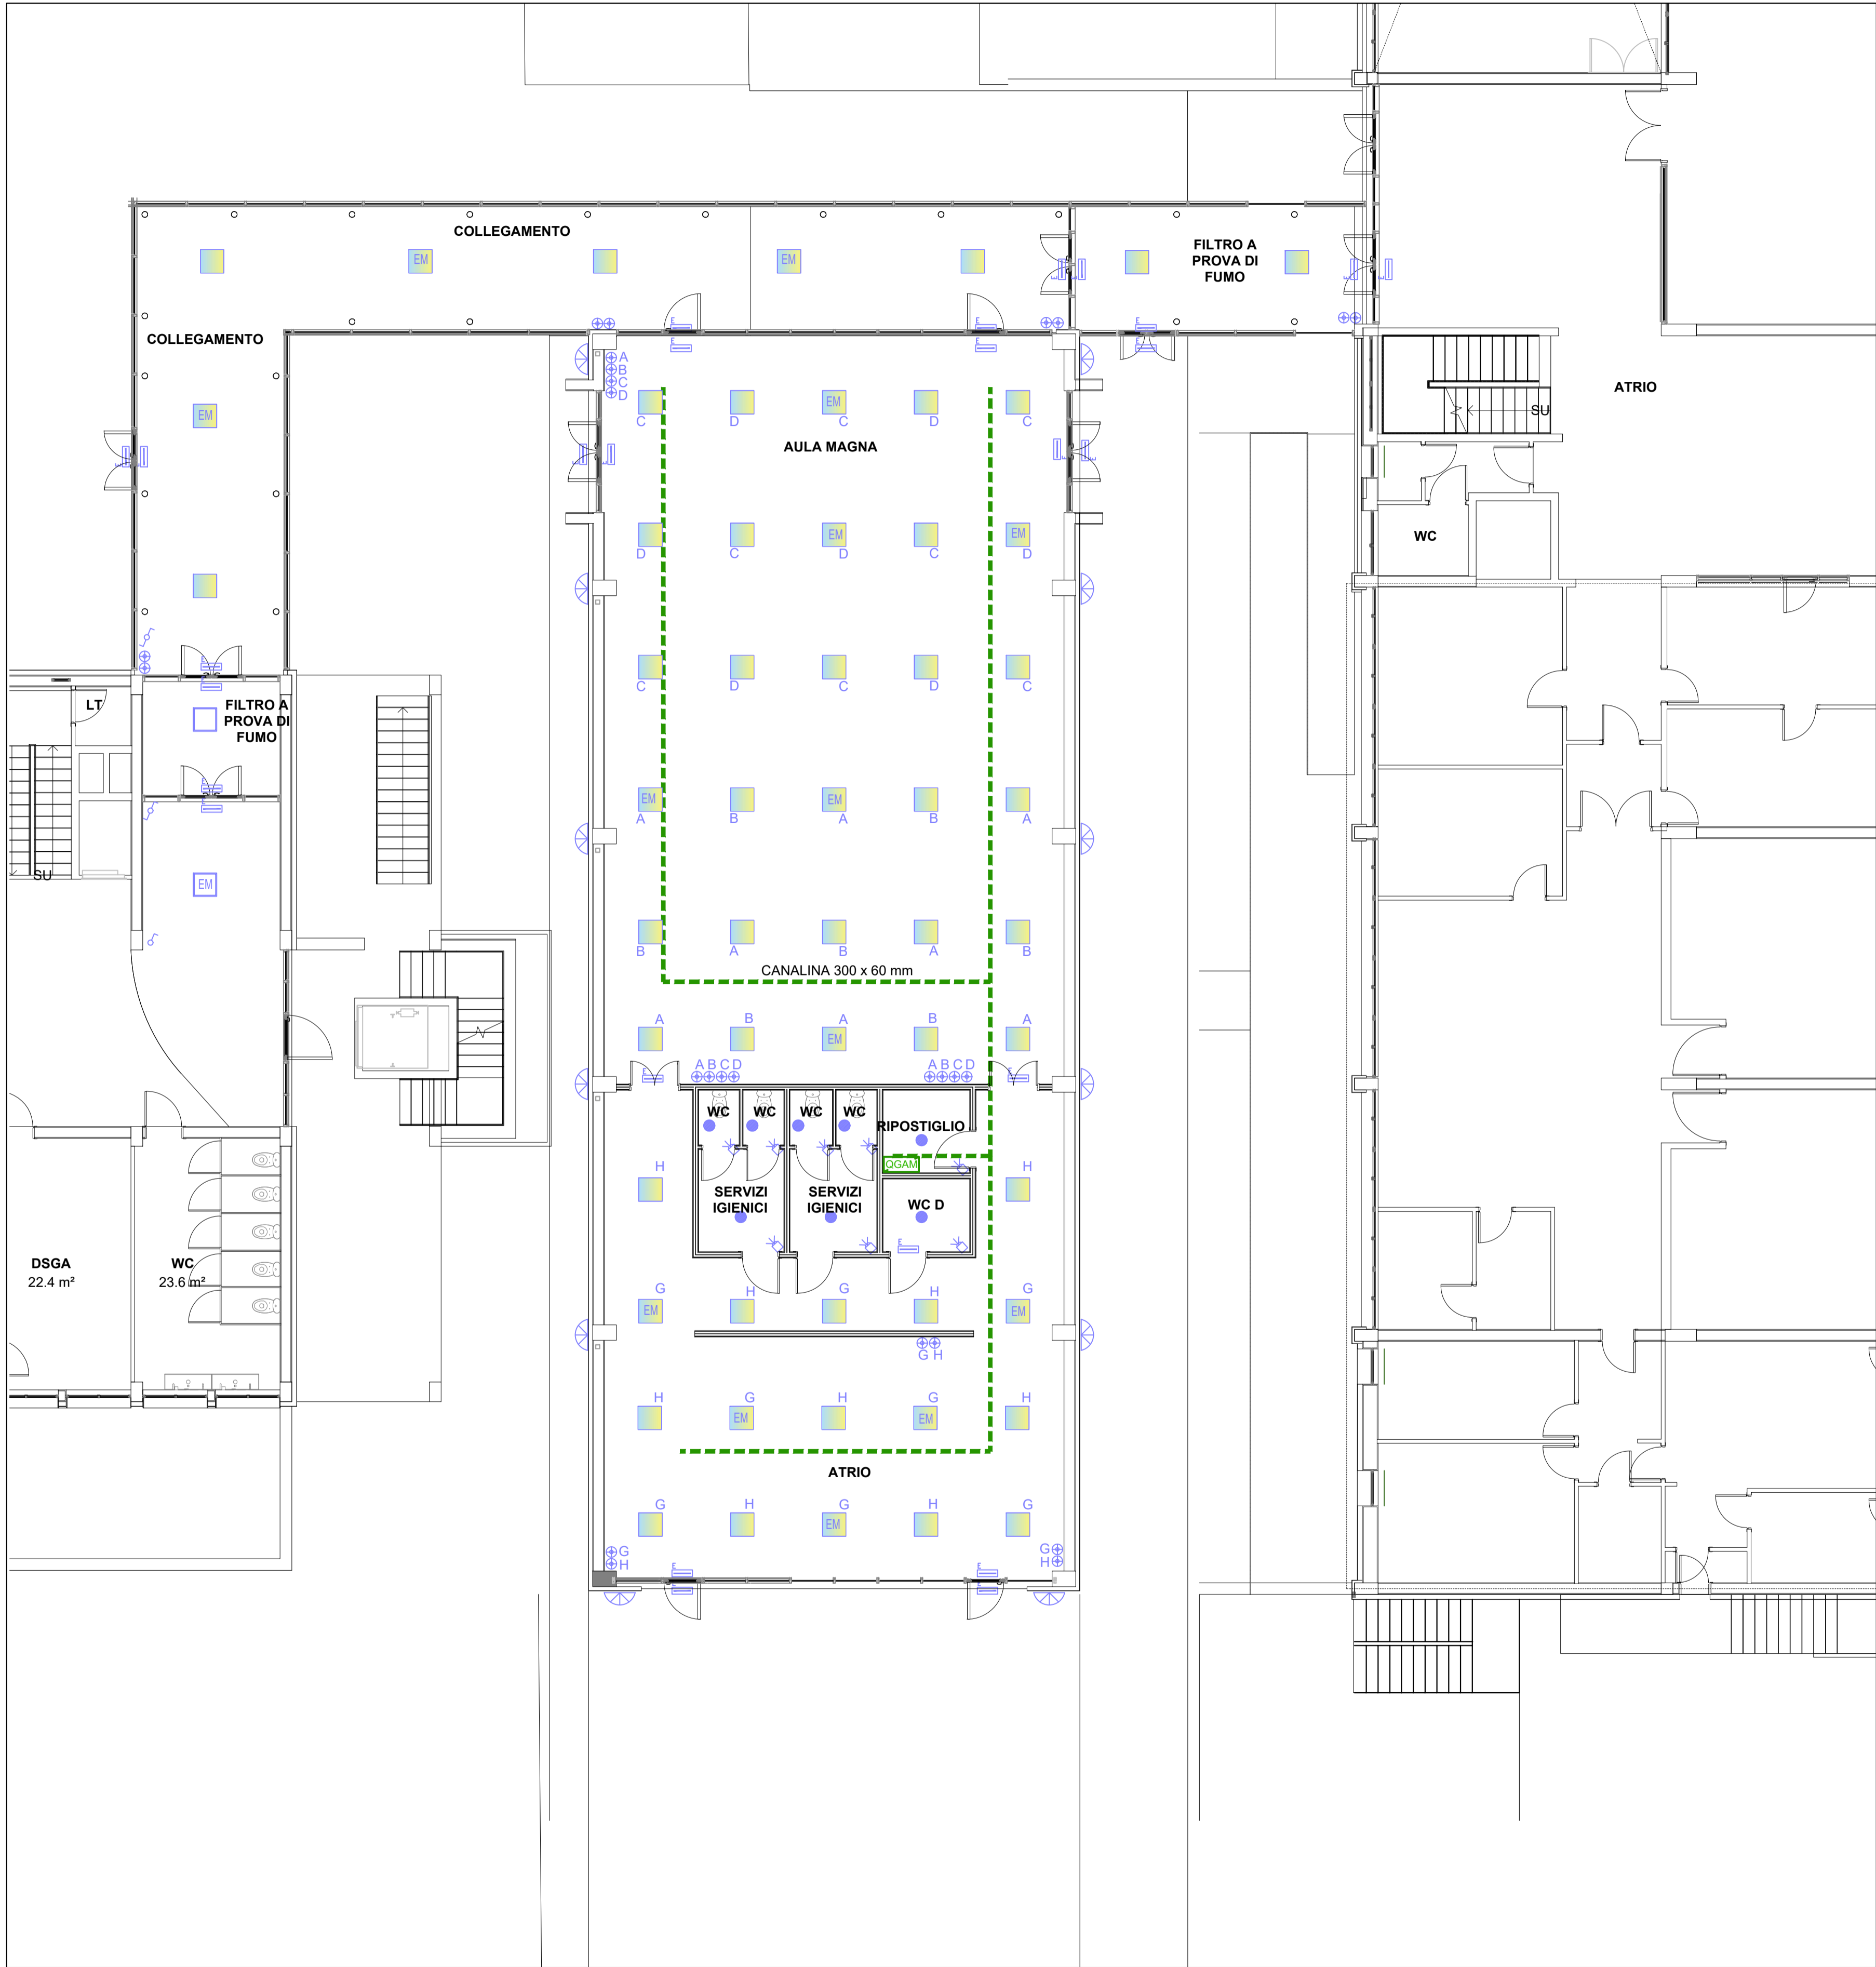 COLLEGAMENTO
FILTRO A
PROVA DI
FUMO
EM
EM
E
E
E
E
E
E
E
E
E
E
COLLEGAMENTO
A
B
C
D
ATRIO
SU
EM
EM
C
D
C
D
C
AULA MAGNA
E
E
E
E
E
E
EM
EM
D
C
D
C
D
WC
E
E
C
D
C
D
C
LT
FILTRO A
PROVA DI
FUMO
E
E
EM
EM
A
B
A
B
A
SU
EM
B
A
B
A
B
CANALINA 300 x 60 mm
A
B
A
B
A
EM
A B C D
A B C D
E
E
WC
WC
WC
WC
RIPOSTIGLIO
QGAM
H
H
SERVIZI
IGIENICI
SERVIZI
IGIENICI
WC D
E
DSGA
22.4 m²
WC
23.6 m²
G
H
G
H
G
EM
EM
G H
H
G
H
G
H
EM
EM
ATRIO
G
H
G
H
G
EM
G
H
G
H
E
E
E
E